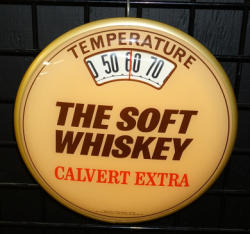 TEMPERATURE
0 50 60 70
THE SOFT
WHISKEY
CALVERT EXTRA